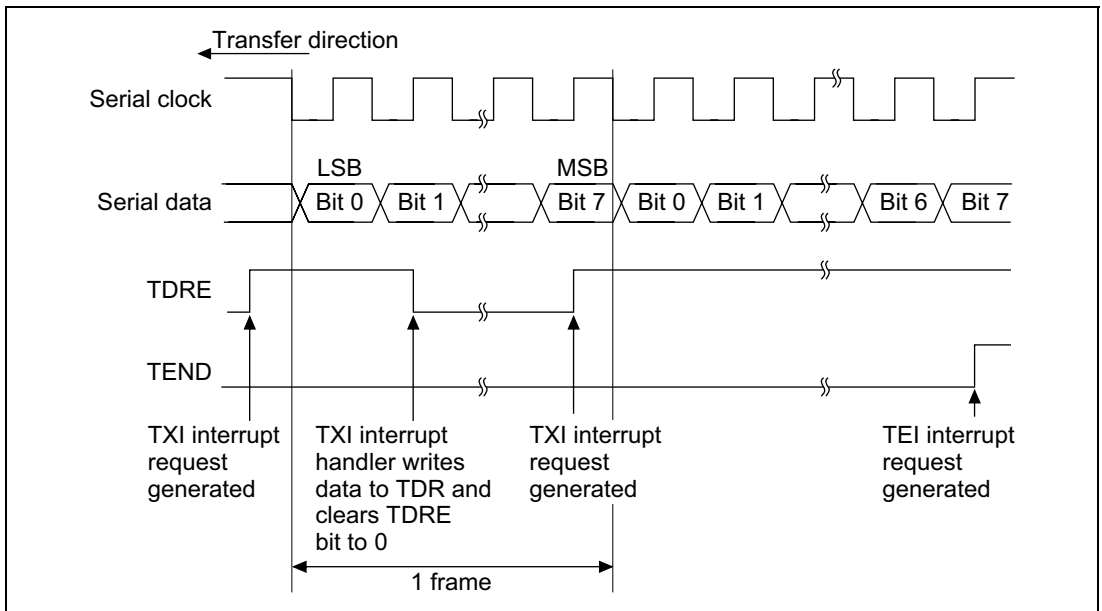 Transfer direction
Serial clock
LSB
MSB
Serial data
Bit 0
Bit 1
Bit 7
Bit 0
Bit 1
Bit 6
Bit 7
TDRE
TEND
TXI interrupt
request
generated
TXI interrupt
handler writes
data to TDR and
clears TDRE
bit to 0
TXI interrupt
request
generated
TEI interrupt
request
generated
1 frame